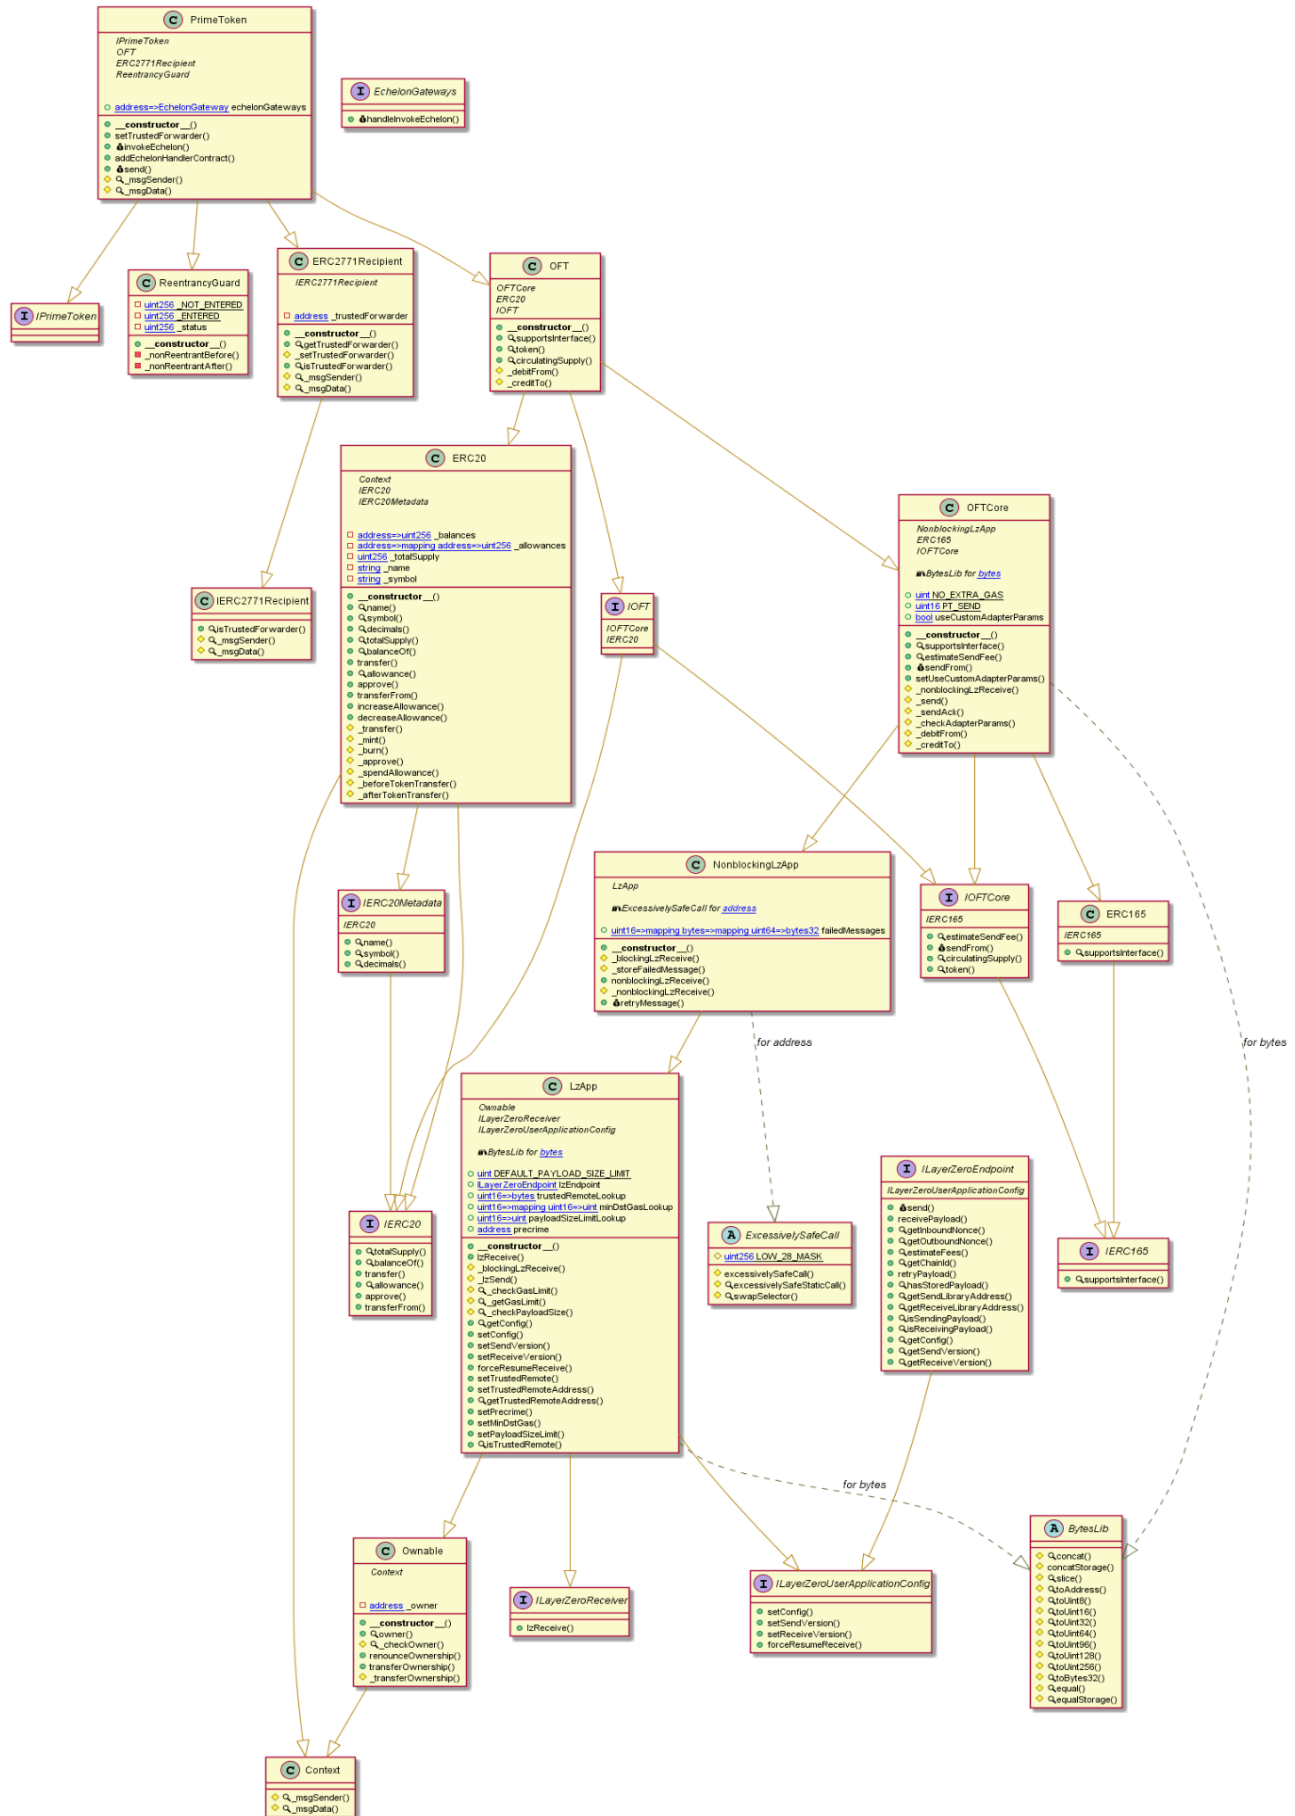 C PrimeToken
IPrimeToken
OFT
ERC2771Recipient
ReentrancyGuard
address=>EchelonGateway echelonGateways
__constructor__()
setTrustedForwarder()
invokeEchelon()
addEchelonHandlerContract()
send()
_msgSender()
_msgData()
I EchelonGateways
handleInvokeEchelon()
I IPrimeToken
C ReentrancyGuard
uint256 _NOT_ENTERED
uint256 _ENTERED
uint256 _status
__constructor__()
_nonReentrantBefore()
_nonReentrantAfter()
C ERC2771Recipient
IERC2771Recipient
address _trustedForwarder
__constructor__()
getTrustedForwarder()
_setTrustedForwarder()
isTrustedForwarder()
_msgSender()
_msgData()
C OFT
OFTCore
ERC20
IOFT
__constructor__()
supportsInterface()
token()
circulatingSupply()
_debitFrom()
_creditTo()
C ERC20
Context
IERC20
IERC20Metadata
address=>uint256 _balances
address=>mapping address=>uint256 _allowances
uint256 _totalSupply
string _name
string _symbol
__constructor__()
name()
symbol()
decimals()
totalSupply()
balanceOf()
transfer()
allowance()
approve()
transferFrom()
increaseAllowance()
decreaseAllowance()
_transfer()
_mint()
_burn()
_approve()
_spendAllowance()
_beforeTokenTransfer()
_afterTokenTransfer()
C OFTCore
NonblockingLzApp
ERC165
IOFTCore
BytesLib for bytes
uint NO_EXTRA_GAS
uint16 PT_SEND
bool useCustomAdapterParams
__constructor__()
supportsInterface()
estimateSendFee()
sendFrom()
setUseCustomAdapterParams()
_nonblockingLzReceive()
_send()
_sendAck()
_checkAdapterParams()
_debitFrom()
_creditTo()
C IERC2771Recipient
isTrustedForwarder()
_msgSender()
_msgData()
I IOFT
IOFTCore
IERC20
C NonblockingLzApp
LzApp
ExcessivelySafeCall for address
uint16=>mapping bytes=>mapping uint64=>bytes32 failedMessages
__constructor__()
_blockingLzReceive()
_storeFailedMessage()
nonblockingLzReceive()
_nonblockingLzReceive()
retryMessage()
I IERC20Metadata
IERC20
name()
symbol()
decimals()
I IOFTCore
IERC165
estimateSendFee()
sendFrom()
circulatingSupply()
token()
C ERC165
IERC165
supportsInterface()
for address
for bytes
C LzApp
Ownable
ILayerZeroReceiver
ILayerZeroUserApplicationConfig
BytesLib for bytes
uint DEFAULT_PAYLOAD_SIZE_LIMIT
ILayerZeroEndpoint lzEndpoint
uint16=>bytes trustedRemoteLookup
uint16=>mapping uint16=>uint minDstGasLookup
uint16=>uint payloadSizeLimitLookup
address precrime
__constructor__()
lzReceive()
_blockingLzReceive()
_lzSend()
_checkGasLimit()
_getGasLimit()
_checkPayloadSize()
getConfig()
setConfig()
setSendVersion()
setReceiveVersion()
forceResumeReceive()
setTrustedRemote()
setTrustedRemoteAddress()
getTrustedRemoteAddress()
setPrecrime()
setMinDstGas()
setPayloadSizeLimit()
isTrustedRemote()
I ILayerZeroEndpoint
ILayerZeroUserApplicationConfig
send()
receivePayload()
getInboundNonce()
getOutboundNonce()
estimateFees()
getChainId()
retryPayload()
hasStoredPayload()
getSendLibraryAddress()
getReceiveLibraryAddress()
isSendingPayload()
isReceivingPayload()
getConfig()
getSendVersion()
getReceiveVersion()
I IERC20
totalSupply()
balanceOf()
transfer()
allowance()
approve()
transferFrom()
A ExcessivelySafeCall
uint256 LOW_28_MASK
excessivelySafeCall()
excessivelySafeStaticCall()
swapSelector()
I IERC165
supportsInterface()
for bytes
C Ownable
Context
address _owner
__constructor__()
owner()
_checkOwner()
renounceOwnership()
transferOwnership()
_transferOwnership()
I ILayerZeroReceiver
lzReceive()
I ILayerZeroUserApplicationConfig
setConfig()
setSendVersion()
setReceiveVersion()
forceResumeReceive()
A BytesLib
concat()
concatStorage()
slice()
toAddress()
toUint8()
toUint16()
toUint32()
toUint64()
toUint96()
toUint128()
toUint256()
toBytes32()
equal()
equalStorage()
C Context
_msgSender()
_msgData()